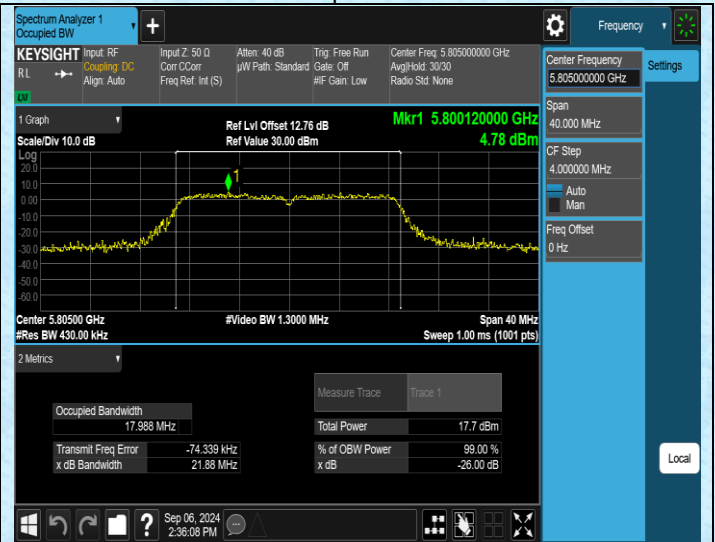 Spectrum Analyzer 1
Occupied BW
Frequency
KEYSIGHT
RL
LXI
Input: RF
Coupling: DC
Align: Auto
Input Z: 50 Ω
Corr CCorr
Freq Ref: Int (S)
Atten: 40 dB
µW Path: Standard
Trig: Free Run
Gate: Off
#IF Gain: Low
Center Freq: 5.805000000 GHz
Avg|Hold: 30/30
Radio Std: None
Center Frequency
5.805000000 GHz
Settings
Span
40.000 MHz
CF Step
4.000000 MHz
Auto
Man
Freq Offset
0 Hz
1 Graph
Scale/Div 10.0 dB
Ref Lvl Offset 12.76 dB
Ref Value 30.00 dBm
Mkr1 5.800120000 GHz
4.78 dBm
Log
20.0
10.0
0.00
-10.0
-20.0
-30.0
-40.0
-50.0
-60.0
1
Center 5.80500 GHz
#Res BW 430.00 kHz
#Video BW 1.3000 MHz
Span 40 MHz
Sweep 1.00 ms (1001 pts)
2 Metrics
Measure Trace
Trace 1
Occupied Bandwidth
17.988 MHz
Total Power
17.7 dBm
Transmit Freq Error
-74.339 kHz
% of OBW Power
99.00 %
x dB Bandwidth
21.88 MHz
x dB
-26.00 dB
Local
?
Sep 06, 2024
2:36:08 PM